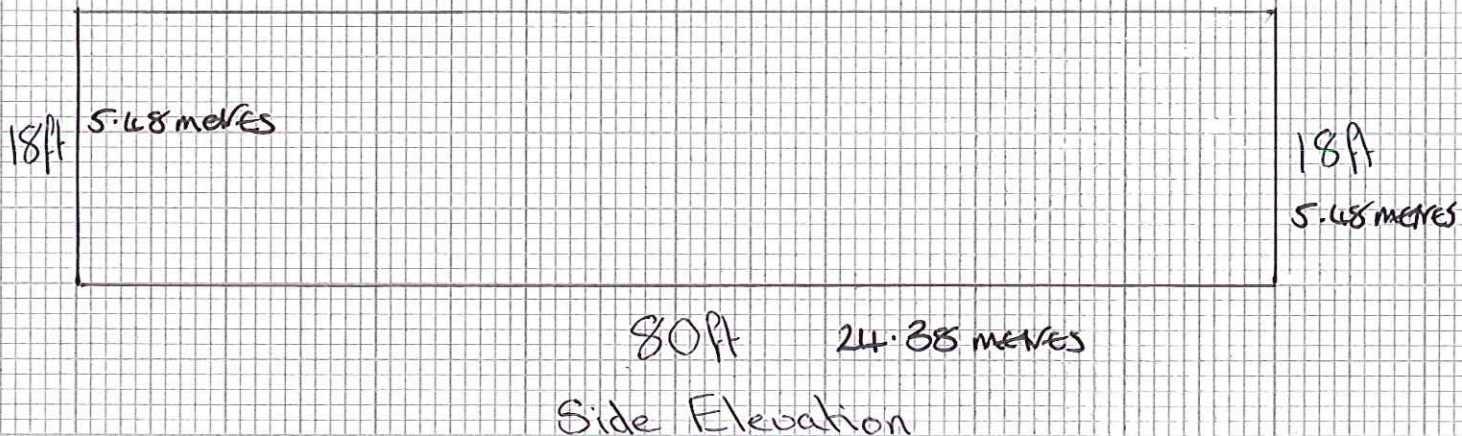 18ft
5.48 metres
18ft
5.48 metres
80ft 24.38 metres
Side Elevation